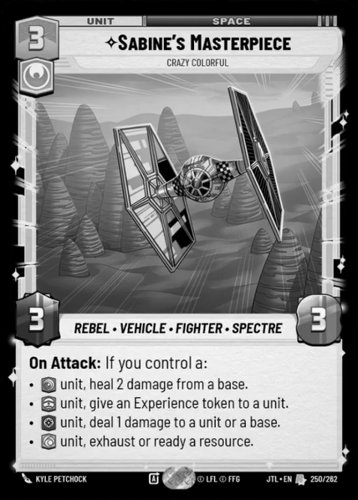 UNIT
SPACE
3
✧SABINE'S MASTERPIECE
CRAZY COLORFUL
3
REBEL • VEHICLE • FIGHTER • SPECTRE
3
On Attack: If you control a:
• unit, heal 2 damage from a base.
• unit, give an Experience token to a unit.
• unit, deal 1 damage to a unit or a base.
• unit, exhaust or ready a resource.
KYLE PETCHOCK
A
LFL
FFG
JTL • EN
250/262